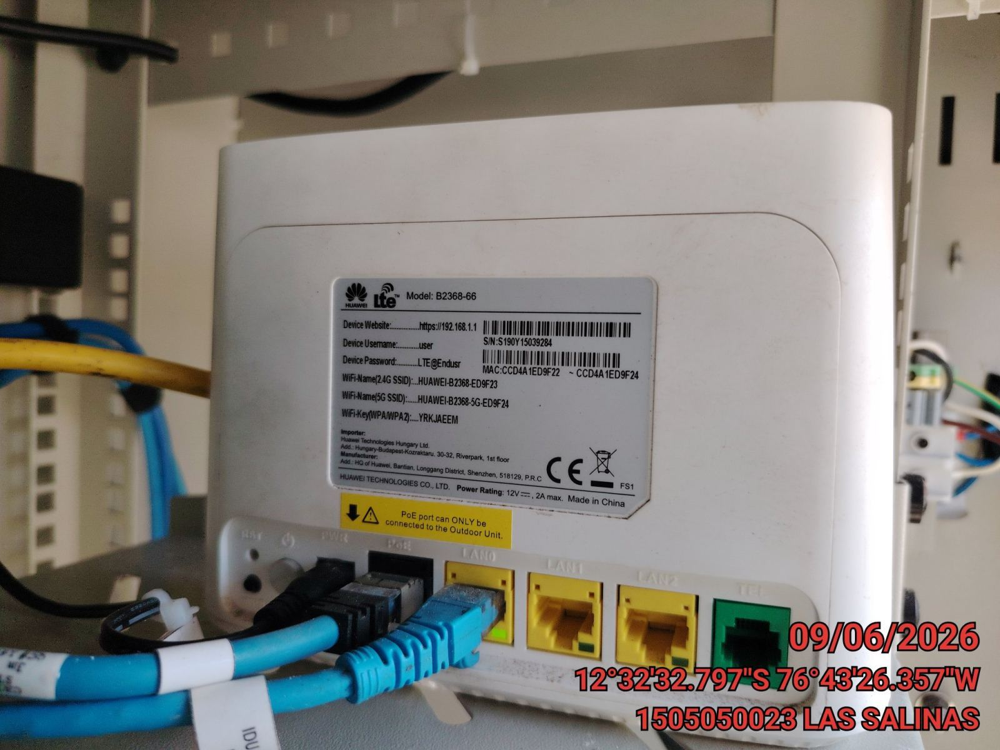 HUAWEI
Lte™
Model: B2368-66
Device Website:...............https://192.168.1.1
S/N:S190Y15039284
Device Username:............user
Device Password:..........LTE@Endusr
MAC:CCD4A1ED9F22 ~ CCD4A1ED9F24
WiFi-Name(2.4G SSID):...HUAWEI-B2368-ED9F23
WiFi-Name(5G SSID):.....HUAWEI-B2368-5G-ED9F24
WiFi-Key(WPA/WPA2):....YRKJAEEM
Importer:
Huawei Technologies Hungary Ltd.
Add.: Hungary-Budapest-Kozraktaru. 30-32, Riverpark, 1st floor
Manufacturer:
Add.: HQ of Huawei, Bantian, Longgang District, Shenzhen, 518129, P.R.C
CE
FS1
HUAWEI TECHNOLOGIES CO., LTD. Power Rating: 12V⎓, 2A max. Made in China
PoE port can ONLY be
connected to the Outdoor Unit.
RST PWR PoE LAN0 LAN1 LAN2 TEL
IDU
09/06/2026
12°32'32.797"S 76°43'26.357"W
1505050023 LAS SALINAS